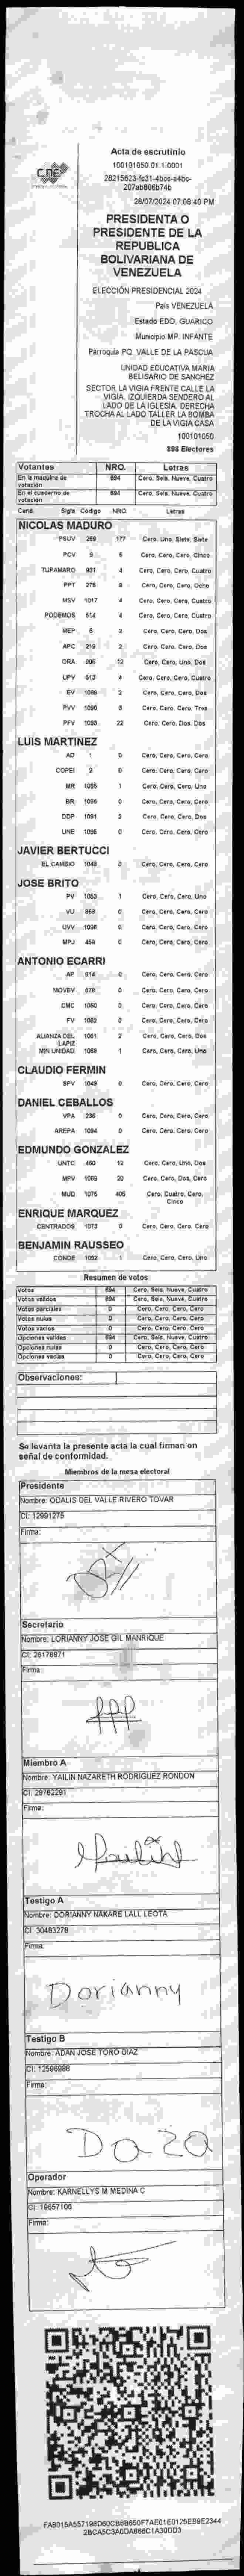 CNE
Acta de escrutinio
100101050.01.1.0001
28/07/2024 07:08:40 PM
PRESIDENTA O
PRESIDENTE DE LA
REPUBLICA
BOLIVARIANA DE
VENEZUELA
ELECCIÓN PRESIDENCIAL 2024
País VENEZUELA
Estado EDO. GUARICO
Municipio MP. INFANTE
Parroquia PQ. VALLE DE LA PASCUA
UNIDAD EDUCATIVA MARIA
BELISARIO DE SANCHEZ
SECTOR LA VIGIA FRENTE CALLE LA
VIGIA. IZQUIERDA SENDERO AL
LADO DE LA IGLESIA. DERECHA
TROCHA AL LADO TALLER LA BOMBA
DE LA VIGIA CASA
100101050
898 Electores
Votantes NRO. Letras
En la máquina de votación 694 Cero, Seis, Nueve, Cuatro
En el cuaderno de votación 694 Cero, Seis, Nueve, Cuatro
Cand. Sigla Código NRO. Letras
NICOLAS MADURO
PSUV 269 177 Cero, Uno, Siete, Siete
PCV Cero, Cero, Cero, Cinco
TUPAMARO 931 4 Cero, Cero, Cero, Cuatro
PPT 276 8 Cero, Cero, Cero, Ocho
MSV 1017 4 Cero, Cero, Cero, Cuatro
PODEMOS 514 4 Cero, Cero, Cero, Cuatro
MEP 6 2 Cero, Cero, Cero, Dos
APC 219 2 Cero, Cero, Cero, Dos
ORA 906 12 Cero, Cero, Uno, Dos
UPV 613 4 Cero, Cero, Cero, Cuatro
EV 1099 2 Cero, Cero, Cero, Dos
PVV 1090 3 Cero, Cero, Cero, Tres
PFV 1093 22 Cero, Cero, Dos, Dos
LUIS MARTINEZ
AD 1 0 Cero, Cero, Cero, Cero
COPEI 2 0 Cero, Cero, Cero, Cero
MR 1005 1 Cero, Cero, Cero, Uno
BR 1066 0 Cero, Cero, Cero, Cero
DDP 1091 2 Cero, Cero, Cero, Dos
UNE 1096 0 Cero, Cero, Cero, Cero
JAVIER BERTUCCI
EL CAMBIO 1048 0 Cero, Cero, Cero, Cero
JOSE BRITO
PV 1053 1 Cero, Cero, Cero, Uno
VU 868 0 Cero, Cero, Cero, Cero
UVV 1098 0 Cero, Cero, Cero, Cero
MPJ 458 0 Cero, Cero, Cero, Cero
ANTONIO ECARRI
AP 914 0 Cero, Cero, Cero, Cero
MOVEV 679 0 Cero, Cero, Cero, Cero
CMC 1060 0 Cero, Cero, Cero, Cero
FV 1062 0 Cero, Cero, Cero, Cero
ALIANZA DEL LAPIZ 1051 2 Cero, Cero, Cero, Dos
MIN UNIDAD 1069 1 Cero, Cero, Cero, Uno
CLAUDIO FERMIN
SPV 1049 0 Cero, Cero, Cero, Cero
DANIEL CEBALLOS
VPA 236 0 Cero, Cero, Cero, Cero
AREPA 1094 0 Cero, Cero, Cero, Cero
EDMUNDO GONZALEZ
UNTC 460 12 Cero, Cero, Uno, Dos
MPV 1069 20 Cero, Cero, Dos, Cero
MUD 1075 405 Cero, Cuatro, Cero, Cinco
ENRIQUE MARQUEZ
CENTRADOS 1073 0 Cero, Cero, Cero, Cero
BENJAMIN RAUSSEO
CONDE 1052 1 Cero, Cero, Cero, Uno
Resumen de votos
Votos 694 Cero, Seis, Nueve, Cuatro
Votos válidos 694 Cero, Seis, Nueve, Cuatro
Votos parciales 0 Cero, Cero, Cero, Cero
Votos nulos 0 Cero, Cero, Cero, Cero
Votos vacíos 0 Cero, Cero, Cero, Cero
Opciones válidas 694 Cero, Seis, Nueve, Cuatro
Opciones nulas 0 Cero, Cero, Cero, Cero
Opciones vacías 0 Cero, Cero, Cero, Cero
Observaciones:
Se levanta la presente acta la cual firman en
señal de conformidad.
Miembros de la mesa electoral
Presidente
Nombre: ODALIS DEL VALLE RIVERO TOVAR
CI: 12991275
Firma:
Secretario
Nombre: LORIANNY JOSE GIL MANRIQUE
CI: 26178971
Firma:
Miembro A
Nombre: YAILIN NAZARETH RODRIGUEZ RONDON
CI: 29762291
Firma:
Testigo A
Nombre: DORIANNY NAKARE LALL LEOTA
CI: 30483278
Firma:
Dorianny
Testigo B
Nombre: ADAN JOSE TORO DIAZ
CI: 12596998
Firma:
Operador
Nombre: KARNELLYS M MEDINA C
CI: 19657106
Firma: